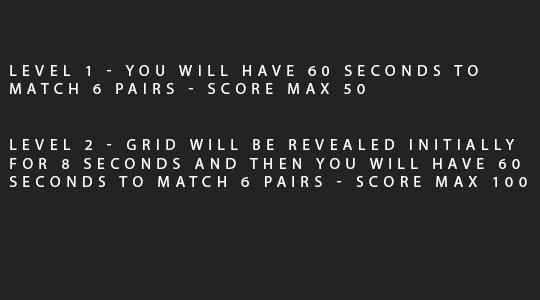 LEVEL 1 - YOU WILL HAVE 60 SECONDS TO
MATCH 6 PAIRS - SCORE MAX 50
LEVEL 2 - GRID WILL BE REVEALED INITIALLY
FOR 8 SECONDS AND THEN YOU WILL HAVE 60
SECONDS TO MATCH 6 PAIRS - SCORE MAX 100